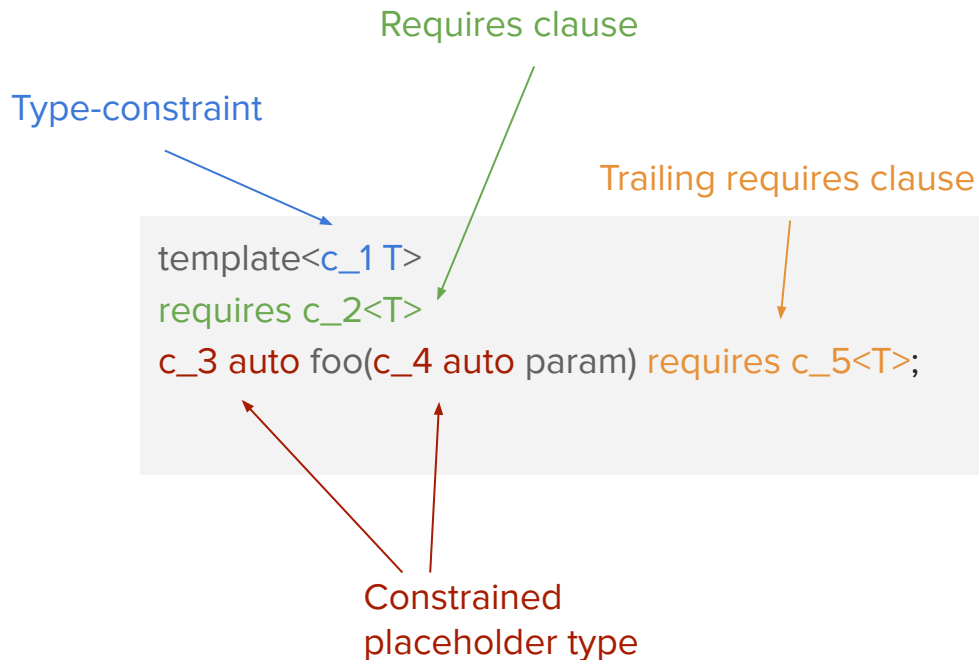 Requires clause
Type-constraint
Trailing requires clause
template<c_1 T>
requires c_2<T>
c_3 auto foo(c_4 auto param) requires c_5<T>;
Constrained
placeholder type